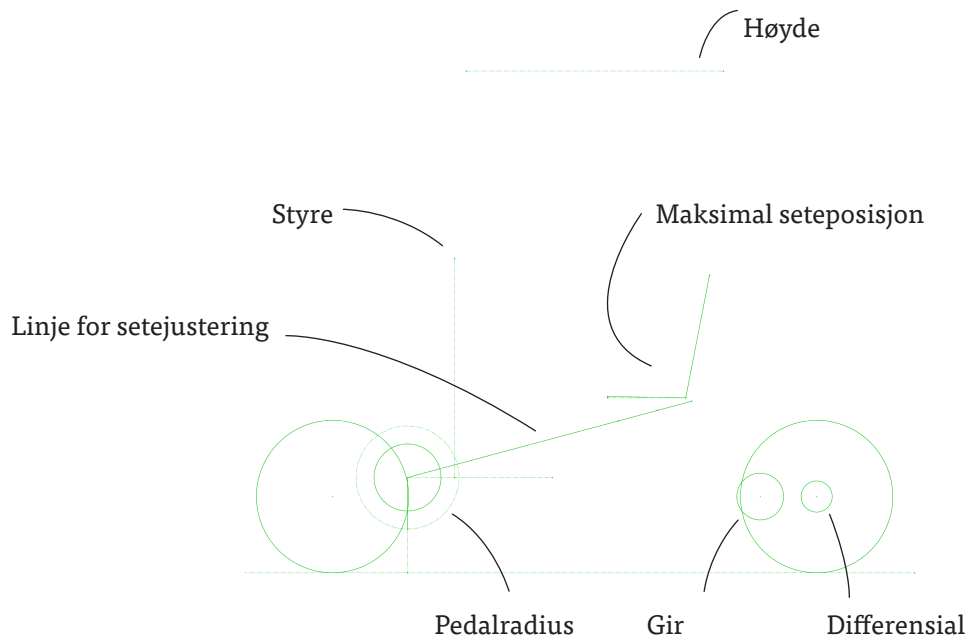 Høyde
Styre
Maksimal seteposisjon
Linje for setejustering
Pedalradius
Gir
Differensial